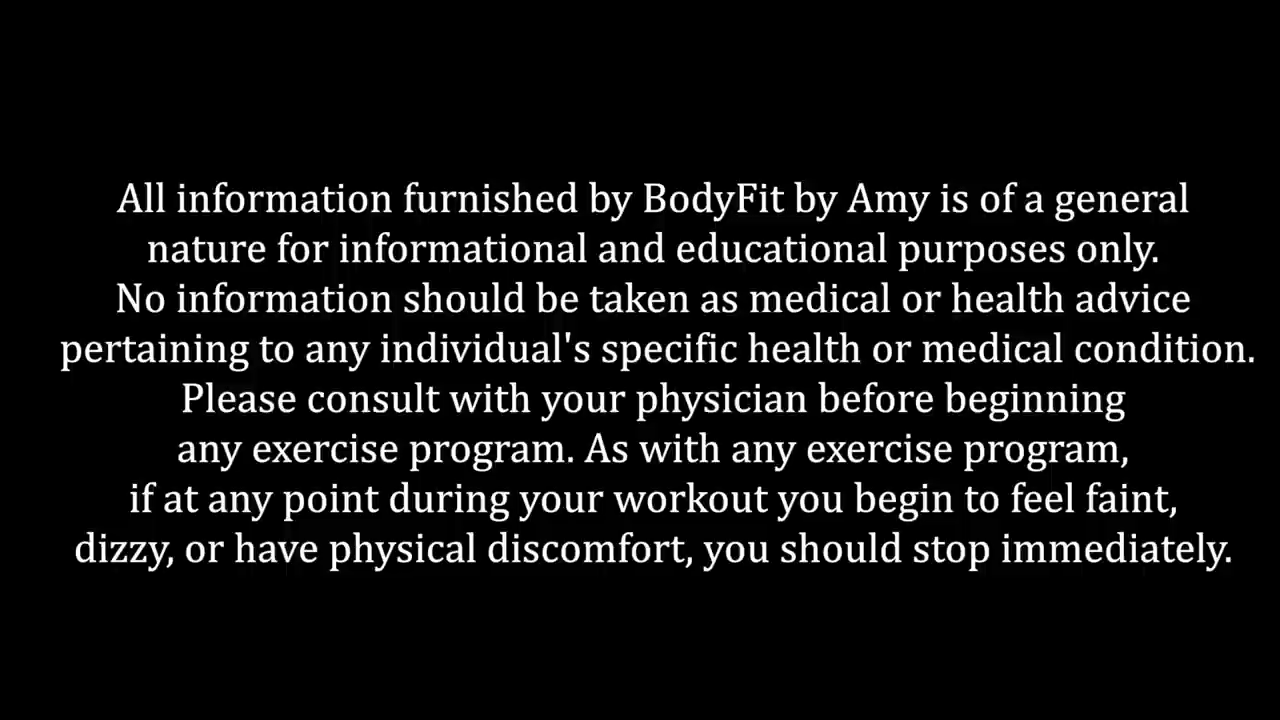 All information furnished by BodyFit by Amy is of a general
nature for informational and educational purposes only.
No information should be taken as medical or health advice
pertaining to any individual's specific health or medical condition.
Please consult with your physician before beginning
any exercise program. As with any exercise program,
if at any point during your workout you begin to feel faint,
dizzy, or have physical discomfort, you should stop immediately.